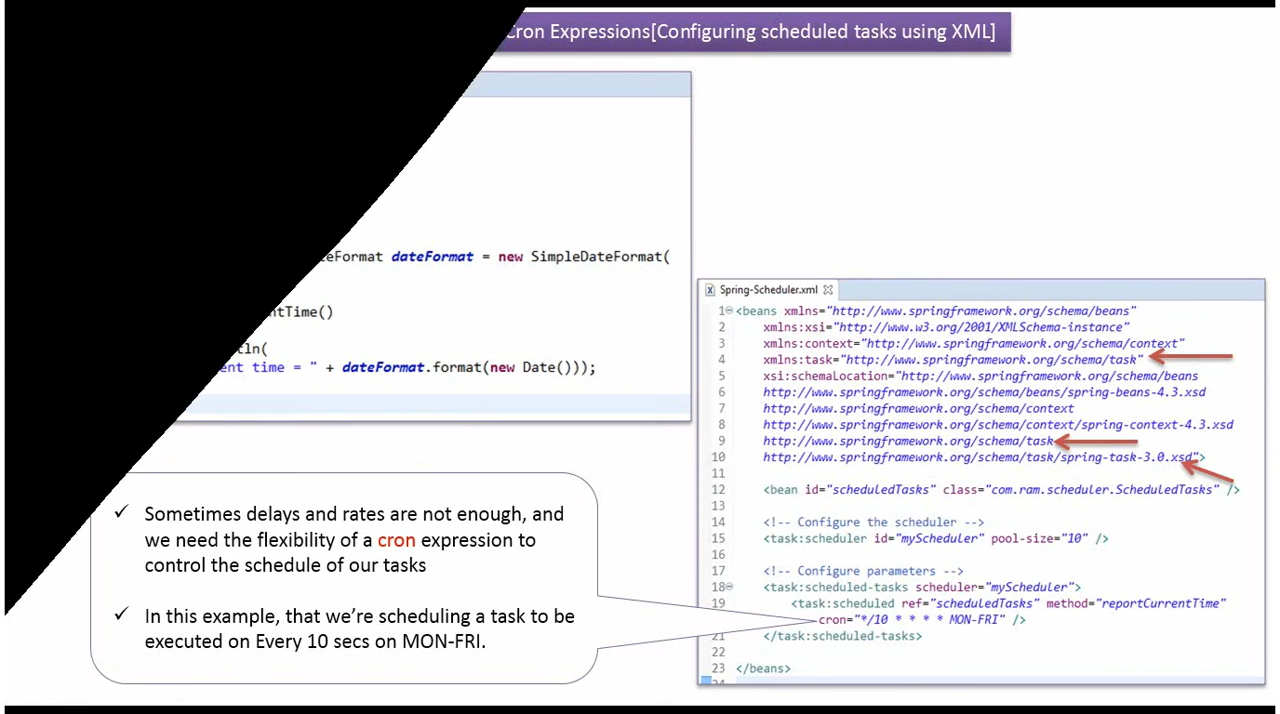 Cron Expressions[Configuring scheduled tasks using XML]
dateFormat = new SimpleDateFormat(
ntTime()
tln(
ent time = " + dateFormat.format(new Date()));
Spring-Scheduler.xml
1 <beans xmlns="http://www.springframework.org/schema/beans"
2 xmlns:xsi="http://www.w3.org/2001/XMLSchema-instance"
3 xmlns:context="http://www.springframework.org/schema/context"
4 xmlns:task="http://www.springframework.org/schema/task"
5 xsi:schemaLocation="http://www.springframework.org/schema/beans
6 http://www.springframework.org/schema/beans/spring-beans-4.3.xsd
7 http://www.springframework.org/schema/context
8 http://www.springframework.org/schema/context/spring-context-4.3.xsd
9 http://www.springframework.org/schema/task
10 http://www.springframework.org/schema/task/spring-task-3.0.xsd">
11
12 <bean id="scheduledTasks" class="com.ram.scheduler.ScheduledTasks" />
13
14 <!-- Configure the scheduler -->
15 <task:scheduler id="myScheduler" pool-size="10" />
16
17 <!-- Configure parameters -->
18 <task:scheduled-tasks scheduler="myScheduler">
19 <task:scheduled ref="scheduledTasks" method="reportCurrentTime"
cron="*/10 * * * * MON-FRI" />
21 </task:scheduled-tasks>
22
23 </beans>
24
✓ Sometimes delays and rates are not enough, and
we need the flexibility of a cron expression to
control the schedule of our tasks
✓ In this example, that we're scheduling a task to be
executed on Every 10 secs on MON-FRI.